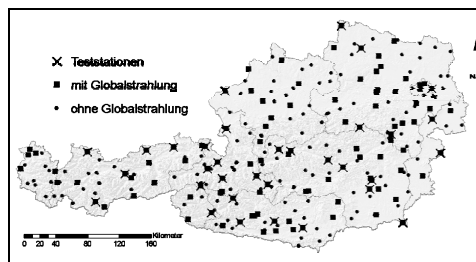 Teststationen
mit Globalstrahlung
ohne Globalstrahlung
Kilometer
0 20 40 80 120 160